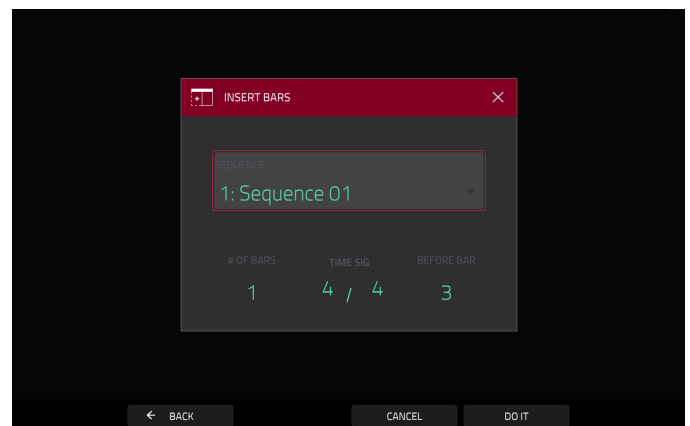 INSERT BARS
SEQUENCE
1: Sequence 01
# OF BARS TIME SIG BEFORE BAR
1 4 / 4 3
BACK CANCEL DO IT